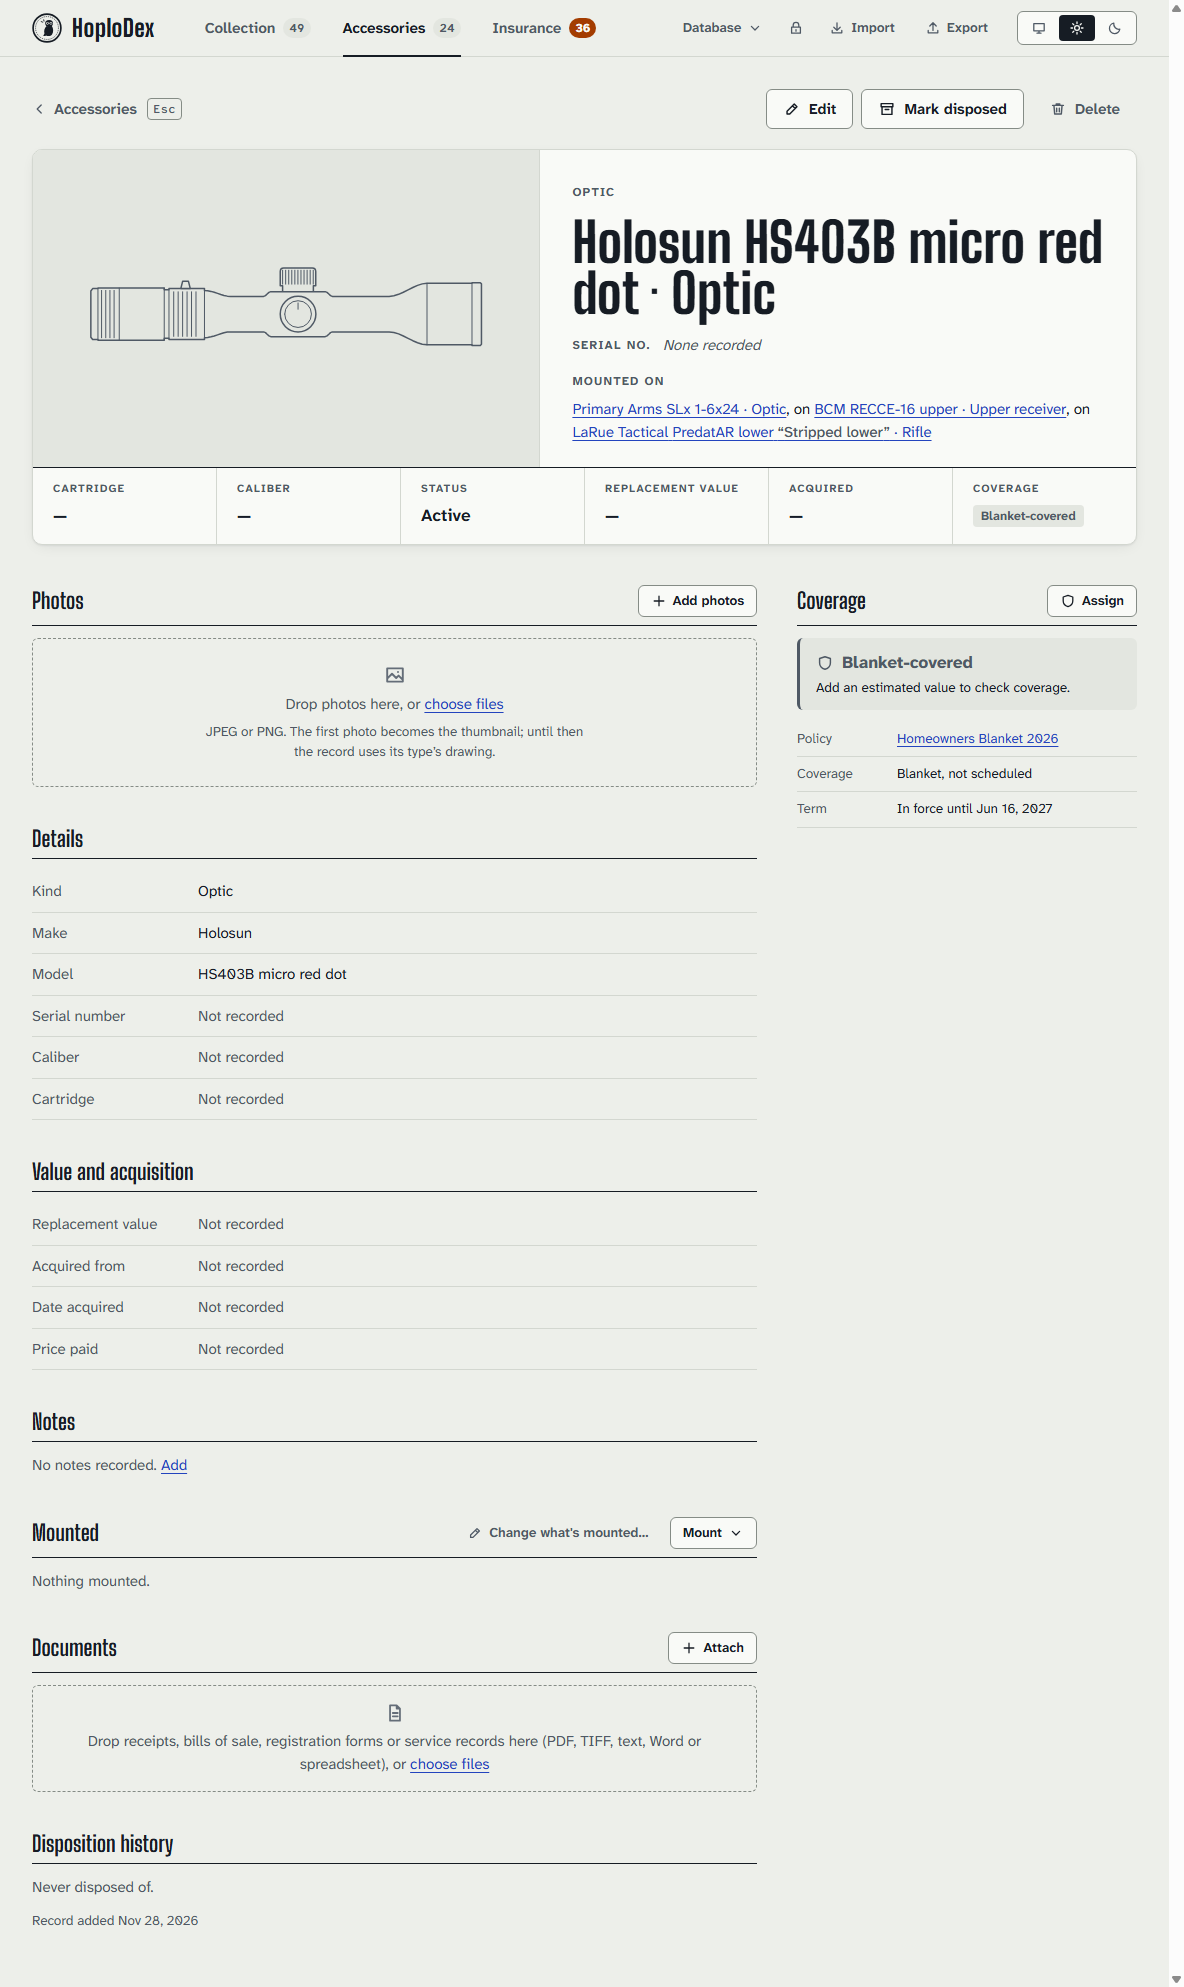 HoploDex
Collection 49
Accessories 24
Insurance 36
Database
Import
Export
Accessories Esc
Edit
Mark disposed
Delete
OPTIC
Holosun HS403B micro red
dot · Optic
SERIAL NO. None recorded
MOUNTED ON
Primary Arms SLx 1-6x24 · Optic, on BCM RECCE-16 upper · Upper receiver, on
LaRue Tactical PredatAR lower “Stripped lower” · Rifle
CARTRIDGE
—
CALIBER
—
STATUS
Active
REPLACEMENT VALUE
—
ACQUIRED
—
COVERAGE
Blanket-covered
Photos
Add photos
Drop photos here, or choose files
JPEG or PNG. The first photo becomes the thumbnail; until then
the record uses its type's drawing.
Coverage
Assign
Blanket-covered
Add an estimated value to check coverage.
Policy Homeowners Blanket 2026
Coverage Blanket, not scheduled
Term In force until Jun 16, 2027
Details
Kind Optic
Make Holosun
Model HS403B micro red dot
Serial number Not recorded
Caliber Not recorded
Cartridge Not recorded
Value and acquisition
Replacement value Not recorded
Acquired from Not recorded
Date acquired Not recorded
Price paid Not recorded
Notes
No notes recorded. Add
Mounted
Change what's mounted...
Mount
Nothing mounted.
Documents
Attach
Drop receipts, bills of sale, registration forms or service records here (PDF, TIFF, text, Word or
spreadsheet), or choose files
Disposition history
Never disposed of.
Record added Nov 28, 2026